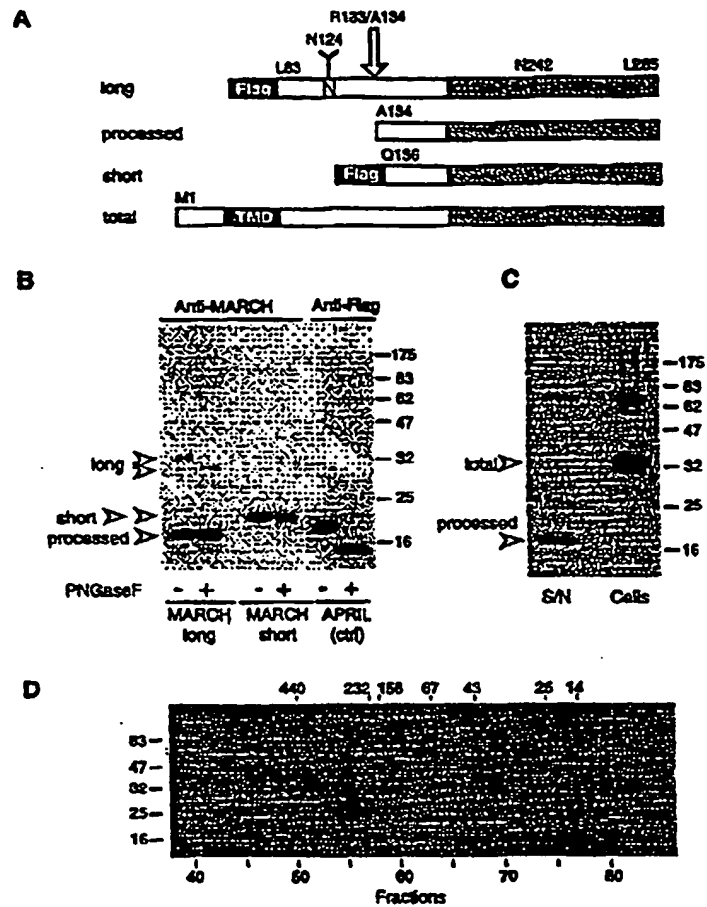 A
R133/A134
N124
L83
N242
L285
long
Flag
N
A134
processed
Q136
short
Flag
M1
total
TMD
B
Anti-MARCH
Anti-Flag
175
83
62
47
long
32
25
short
processed
16
PNGaseF
- + - + - +
MARCH MARCH APRIL
long short (ctrl)
C
175
83
62
47
total
32
25
processed
16
S/N Cells
D
440 232 158 67 43 25 14
83
47
32
25
16
40 50 60 70 80
Fractions